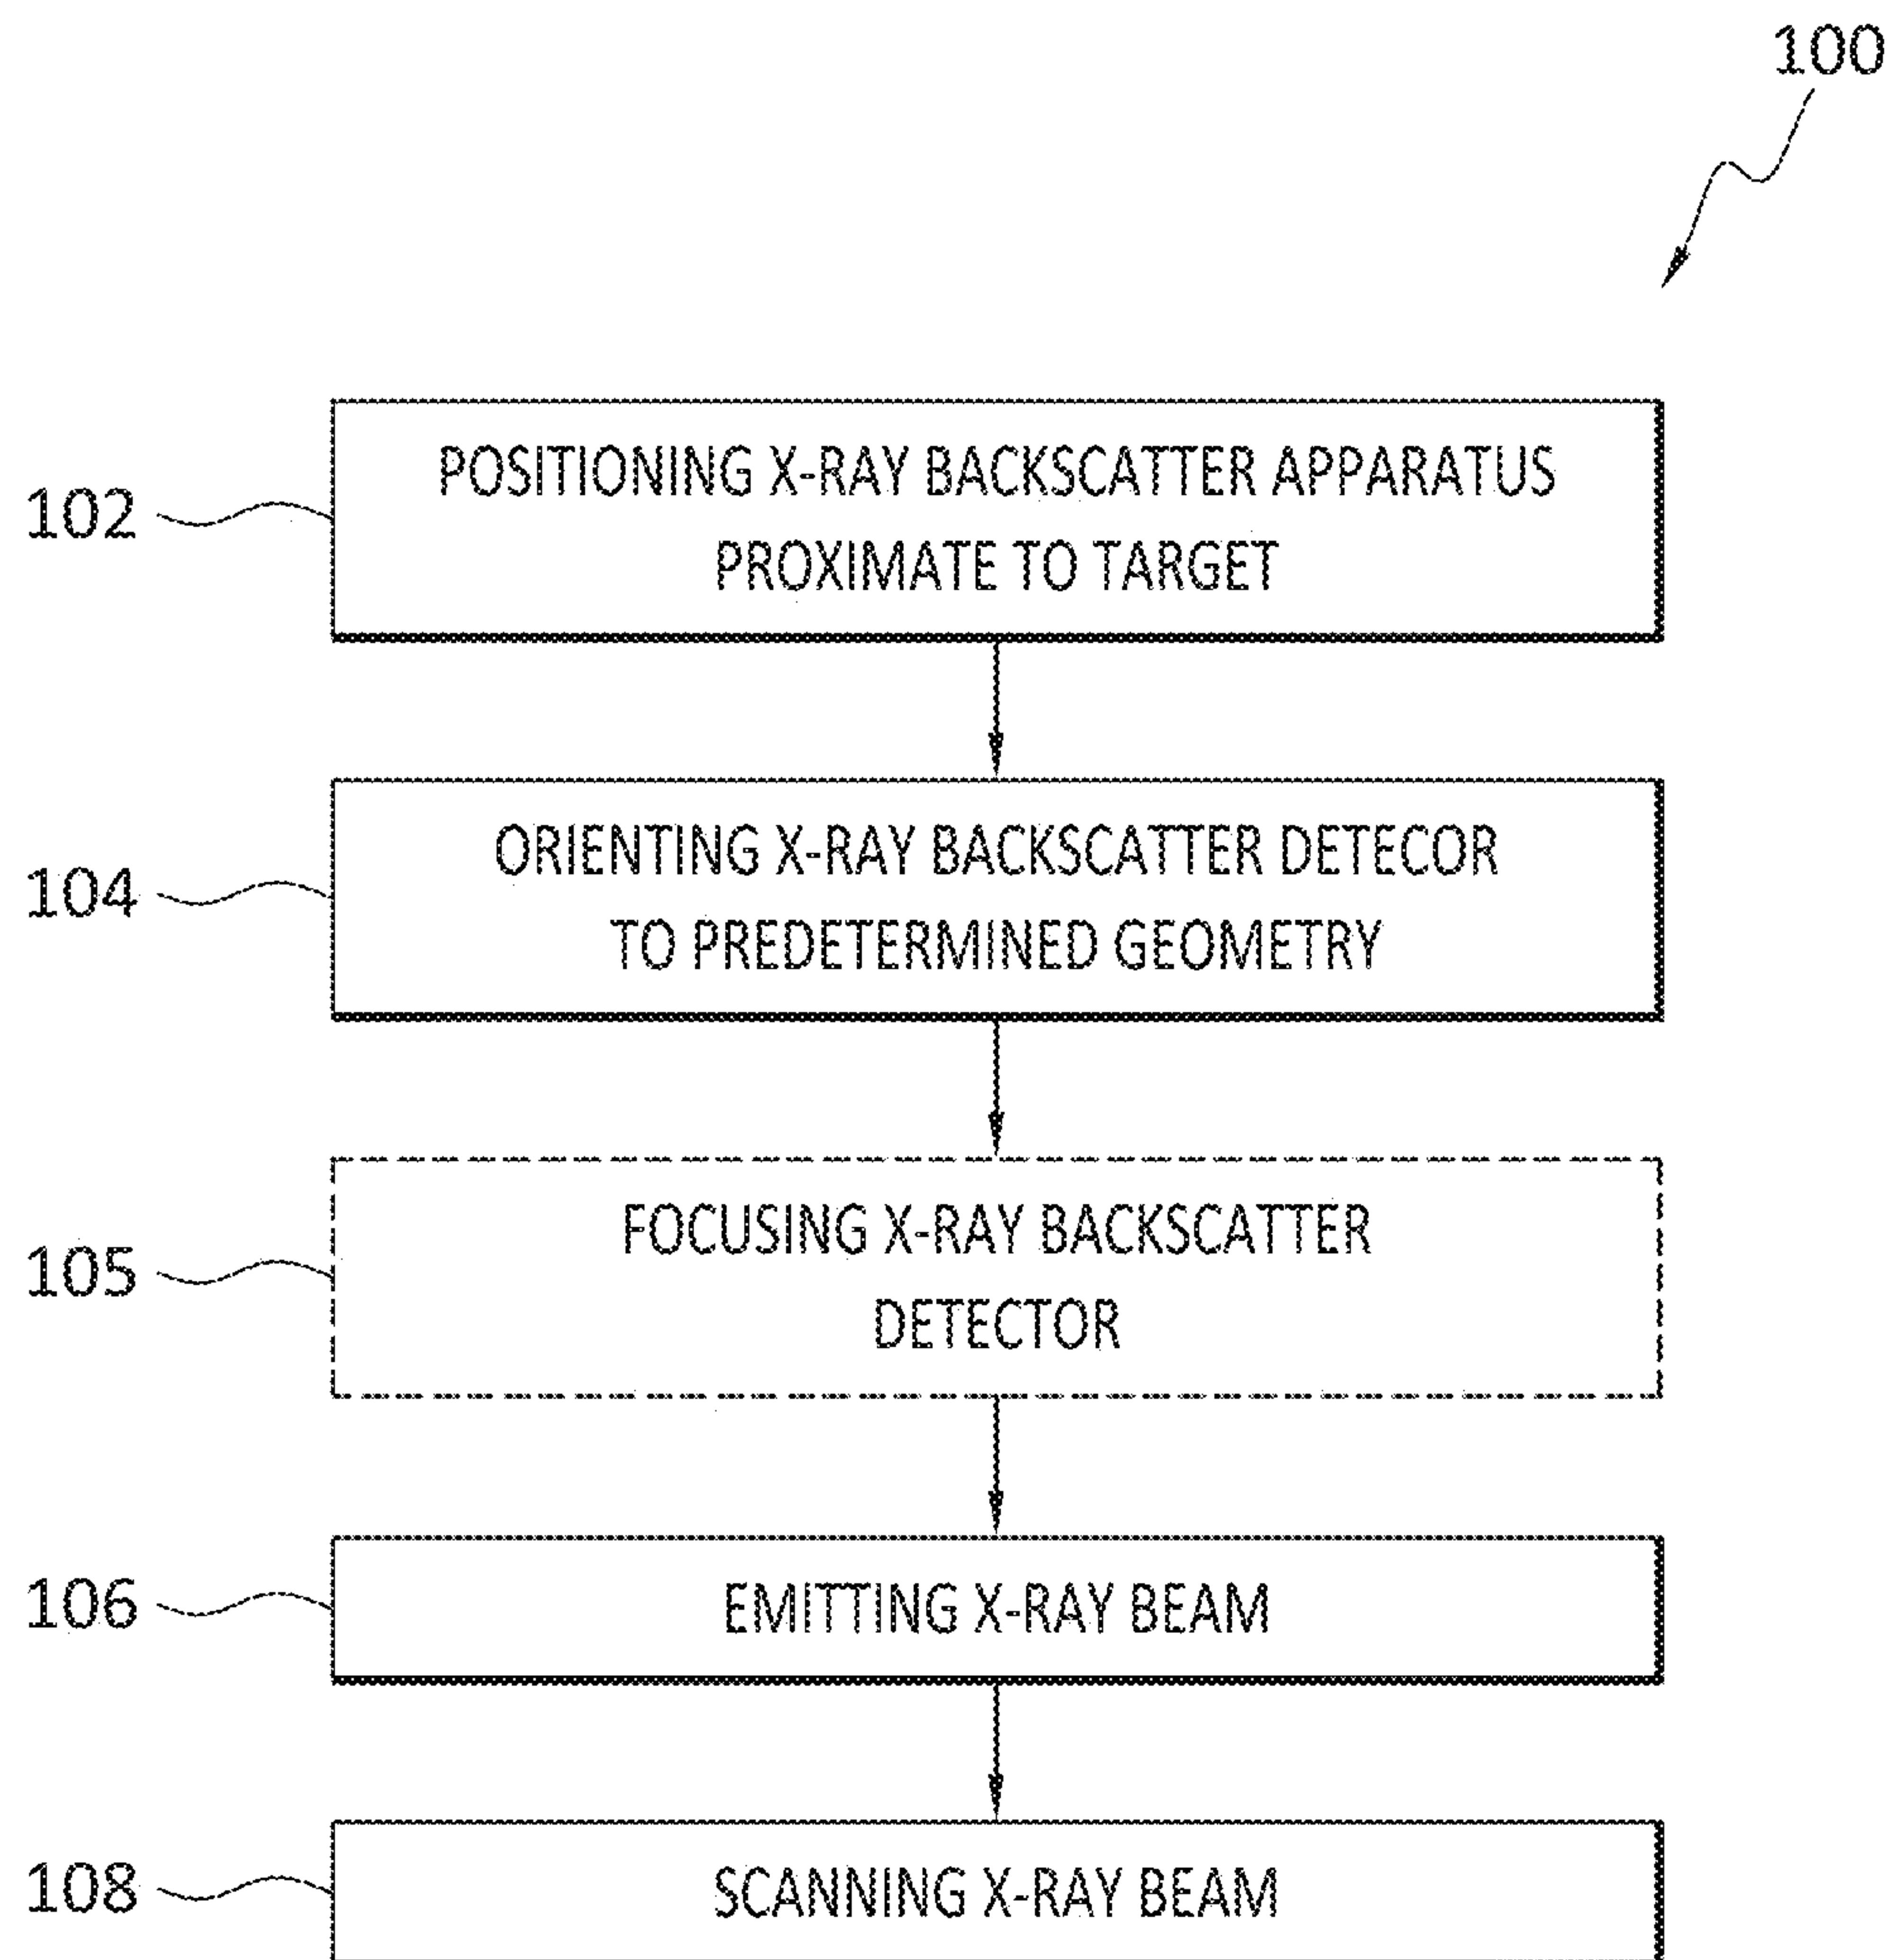 100
102
POSITIONING X-RAY BACKSCATTER APPARATUS
PROXIMATE TO TARGET
104
ORIENTING X-RAY BACKSCATTER DETECOR
TO PREDETERMINED GEOMETRY
105
FOCUSING X-RAY BACKSCATTER
DETECTOR
106
EMITTING X-RAY BEAM
108
SCANNING X-RAY BEAM